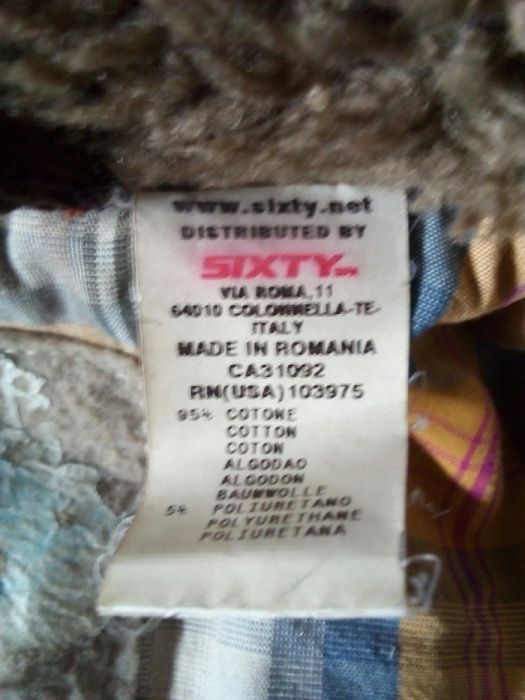 www.sixty.net
DISTRIBUTED BY
SIXTY
VIA ROMA,11
64010 COLONNELLA-TE-
ITALY
MADE IN ROMANIA
CA31092
RN(USA)103975
95% COTONE
COTTON
COTON
ALGODAO
ALGODON
BAUMWOLLE
5% POLIURETANO
POLYURETHANE
POLIURETANA